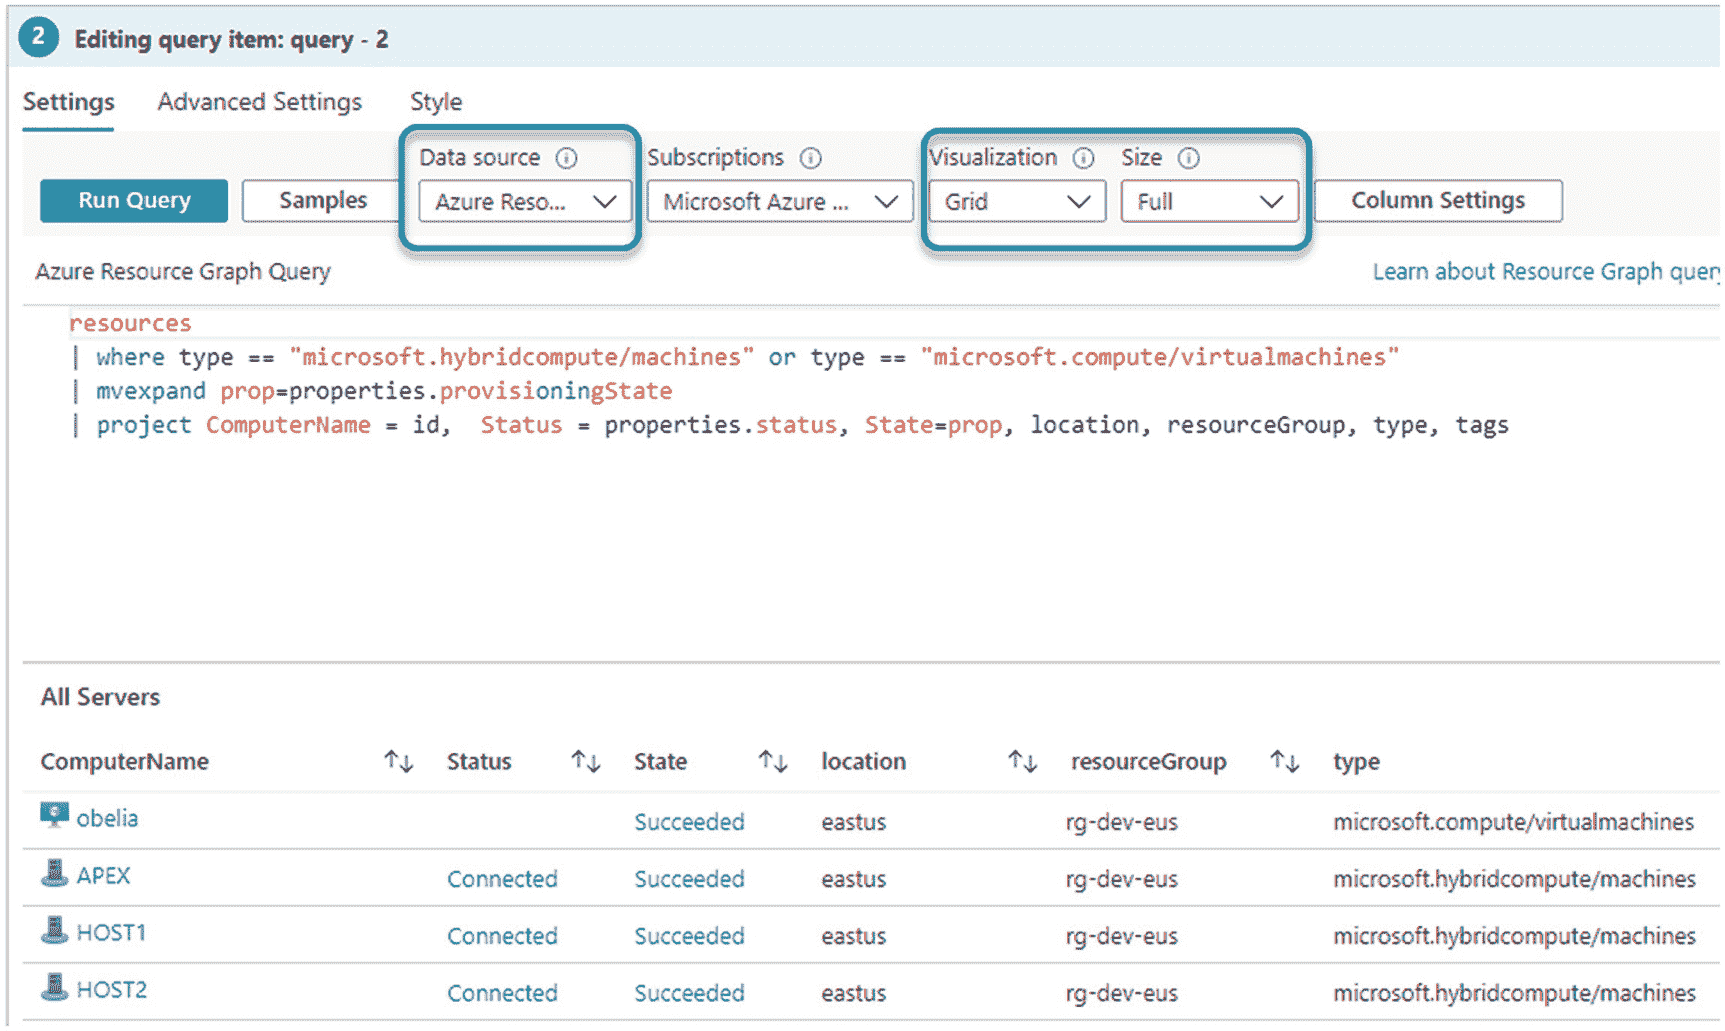 2 Editing query item: query - 2
Settings Advanced Settings Style
Data source Subscriptions Visualization Size
Run Query Samples Azure Reso... Microsoft Azure ... Grid Full Column Settings
Azure Resource Graph Query Learn about Resource Graph query
resources
| where type == "microsoft.hybridcompute/machines" or type == "microsoft.compute/virtualmachines"
| mvexpand prop=properties.provisioningState
| project ComputerName = id, Status = properties.status, State=prop, location, resourceGroup, type, tags
All Servers
ComputerName Status State location resourceGroup type
obelia Succeeded eastus rg-dev-eus microsoft.compute/virtualmachines
APEX Connected Succeeded eastus rg-dev-eus microsoft.hybridcompute/machines
HOST1 Connected Succeeded eastus rg-dev-eus microsoft.hybridcompute/machines
HOST2 Connected Succeeded eastus rg-dev-eus microsoft.hybridcompute/machines